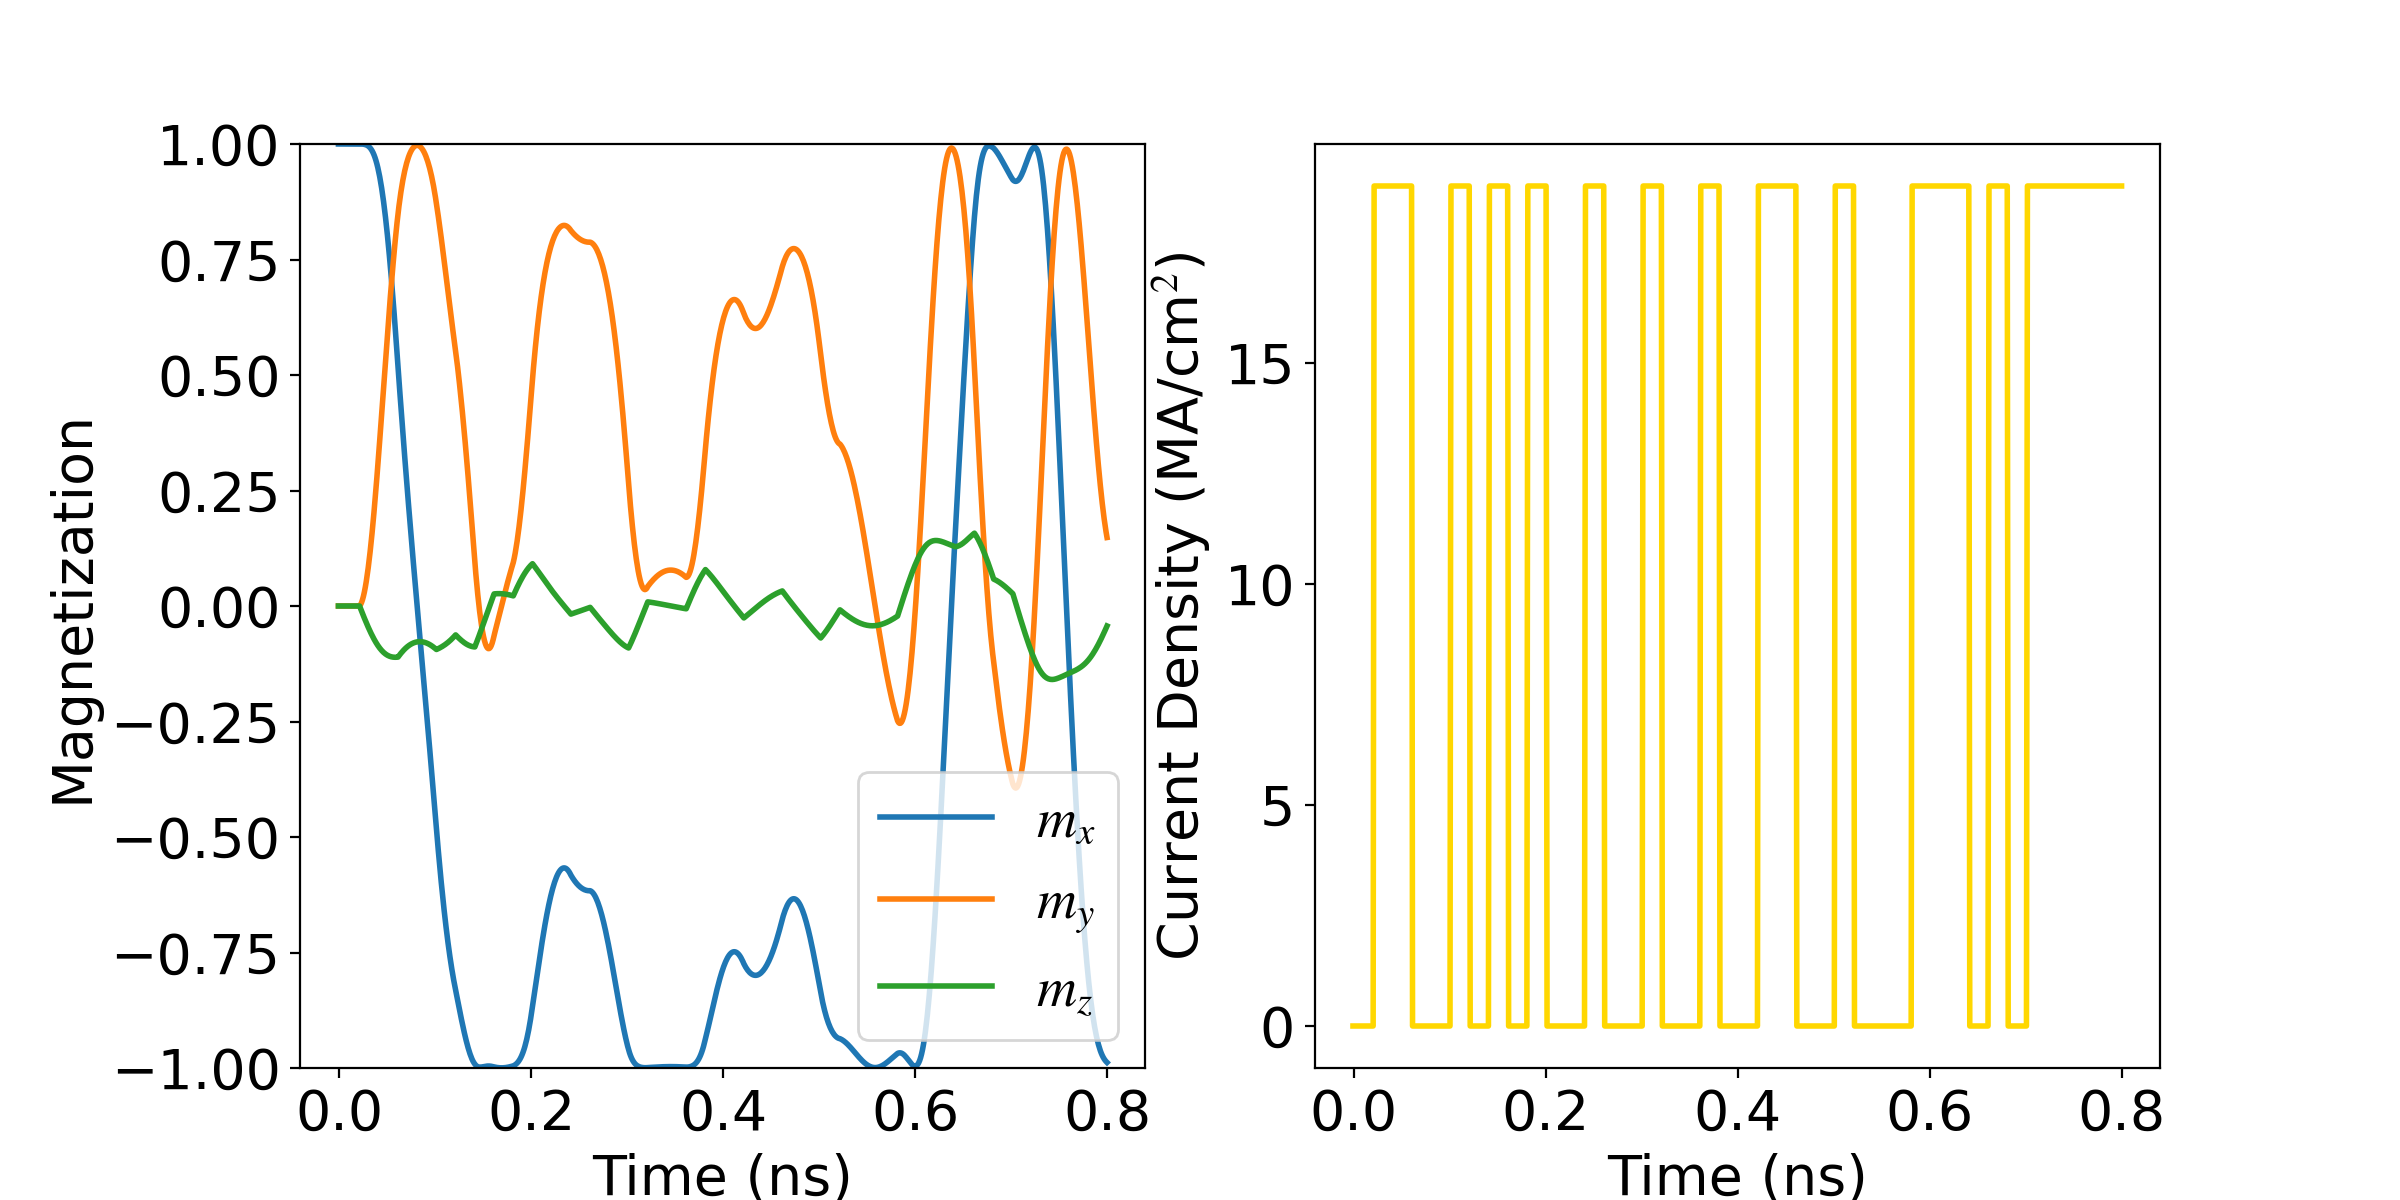 Magnetization
1.00
0.75
0.50
0.25
0.00
−0.25
−0.50
−0.75
−1.00
0.0 0.2 0.4 0.6 0.8
Time (ns)
m_x
m_y
m_z
Current Density (MA/cm²)
15
10
5
0
0.0 0.2 0.4 0.6 0.8
Time (ns)